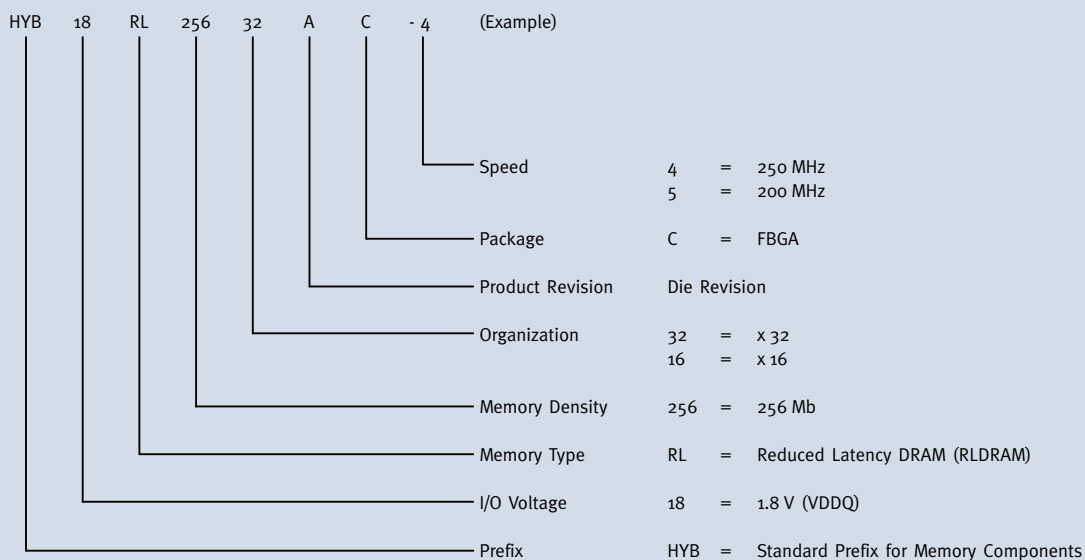 HYB 18 RL 256 32 A C - 4 (Example)
Speed 4 = 250 MHz
5 = 200 MHz
Package C = FBGA
Product Revision Die Revision
Organization 32 = x 32
16 = x 16
Memory Density 256 = 256 Mb
Memory Type RL = Reduced Latency DRAM (RLDRAM)
I/O Voltage 18 = 1.8 V (VDDQ)
Prefix HYB = Standard Prefix for Memory Components